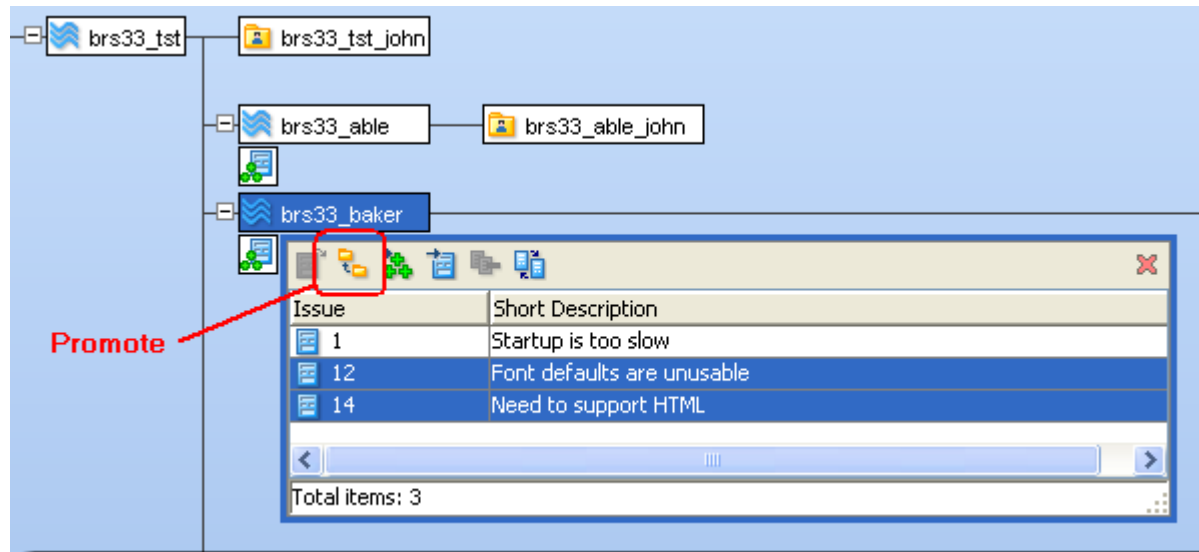 brs33_tst brs33_tst_john
brs33_able brs33_able_john
brs33_baker
Promote
Issue Short Description
1 Startup is too slow
12 Font defaults are unusable
14 Need to support HTML
Total items: 3